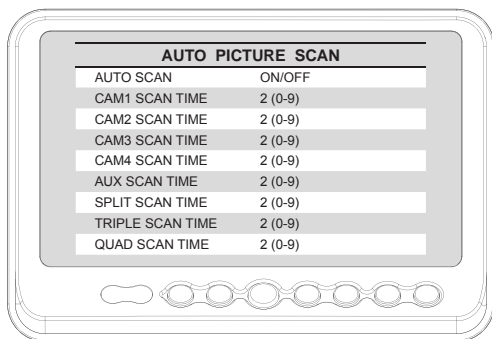 AUTO PICTURE SCAN
AUTO SCAN ON/OFF
CAM1 SCAN TIME 2 (0-9)
CAM2 SCAN TIME 2 (0-9)
CAM3 SCAN TIME 2 (0-9)
CAM4 SCAN TIME 2 (0-9)
AUX SCAN TIME 2 (0-9)
SPLIT SCAN TIME 2 (0-9)
TRIPLE SCAN TIME 2 (0-9)
QUAD SCAN TIME 2 (0-9)